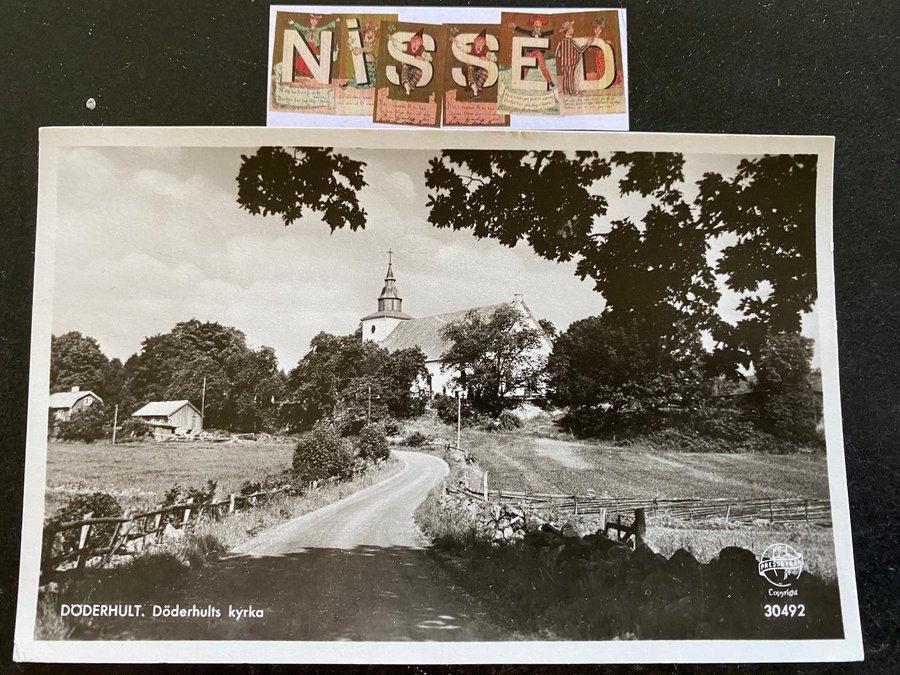 NISSED
PRESSBYRÅN
Copyright
DÖDERHULT. Döderhults kyrka
30492